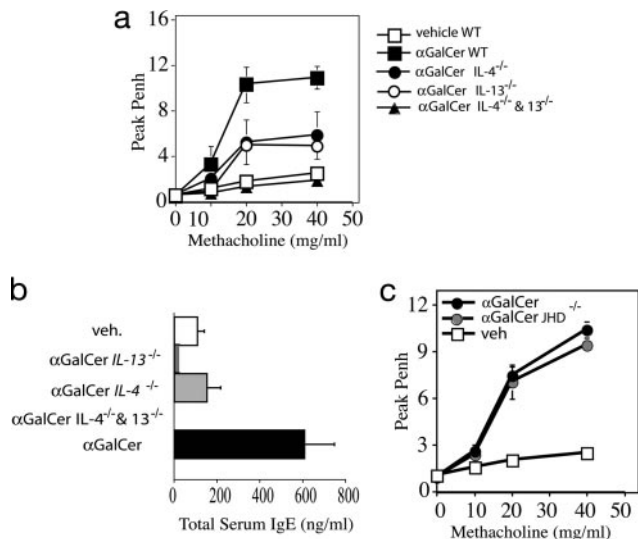 a
Peak Penh
12
8
4
0
0 10 20 30 40 50
Methacholine (mg/ml)
vehicle WT
αGalCer WT
αGalCer IL-4-/-
αGalCer IL-13-/-
αGalCer IL-4-/- & 13-/-
b
veh.
αGalCer IL-13-/-
αGalCer IL-4-/-
αGalCer IL-4-/-& 13-/-
αGalCer
0 200 400 600 800
Total Serum IgE (ng/ml)
c
Peak Penh
12
9
6
3
0
0 10 20 30 40 50
Methacholine (mg/ml)
αGalCer
αGalCer JHD-/-
veh